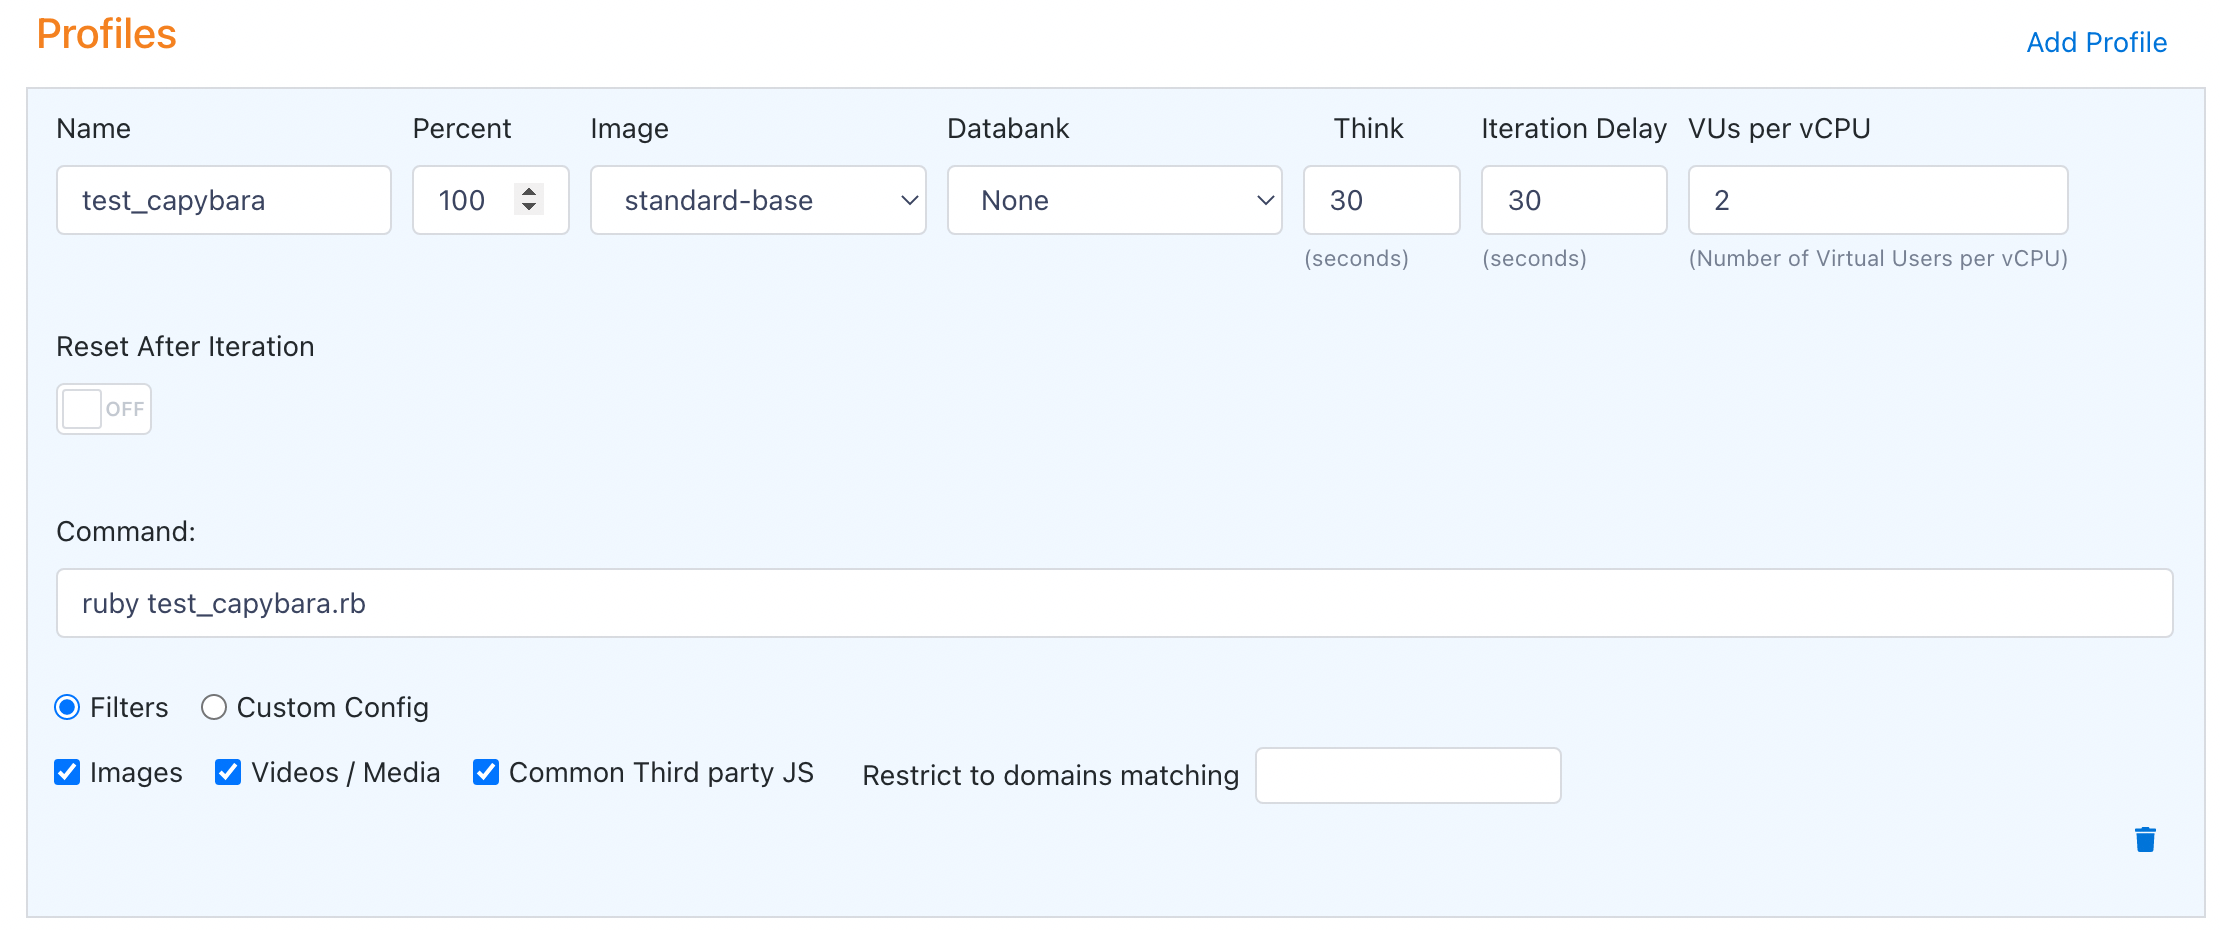 Profiles
Add Profile
Name Percent Image Databank Think Iteration Delay VUs per vCPU
test_capybara 100 standard-base None 30 30 2
(seconds) (seconds) (Number of Virtual Users per vCPU)
Reset After Iteration
OFF
Command:
ruby test_capybara.rb
Filters Custom Config
Images Videos / Media Common Third party JS Restrict to domains matching